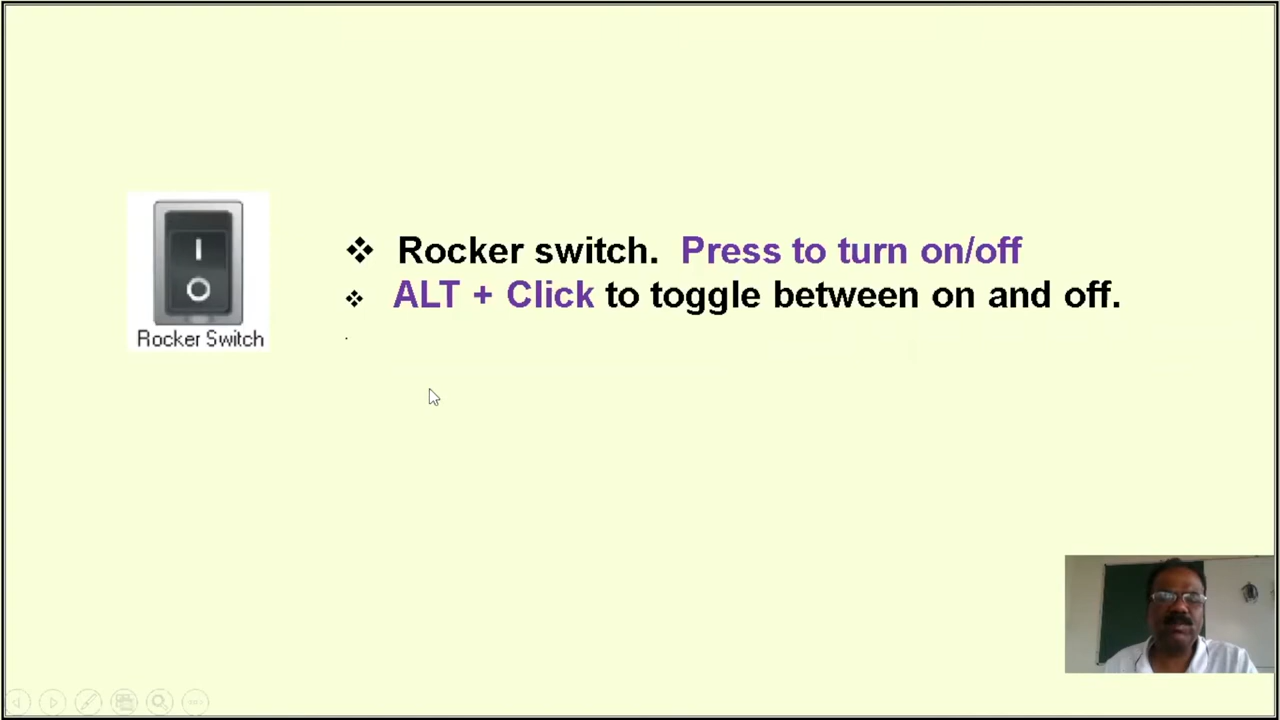 Rocker switch. Press to turn on/off
ALT + Click to toggle between on and off.
.
Rocker Switch